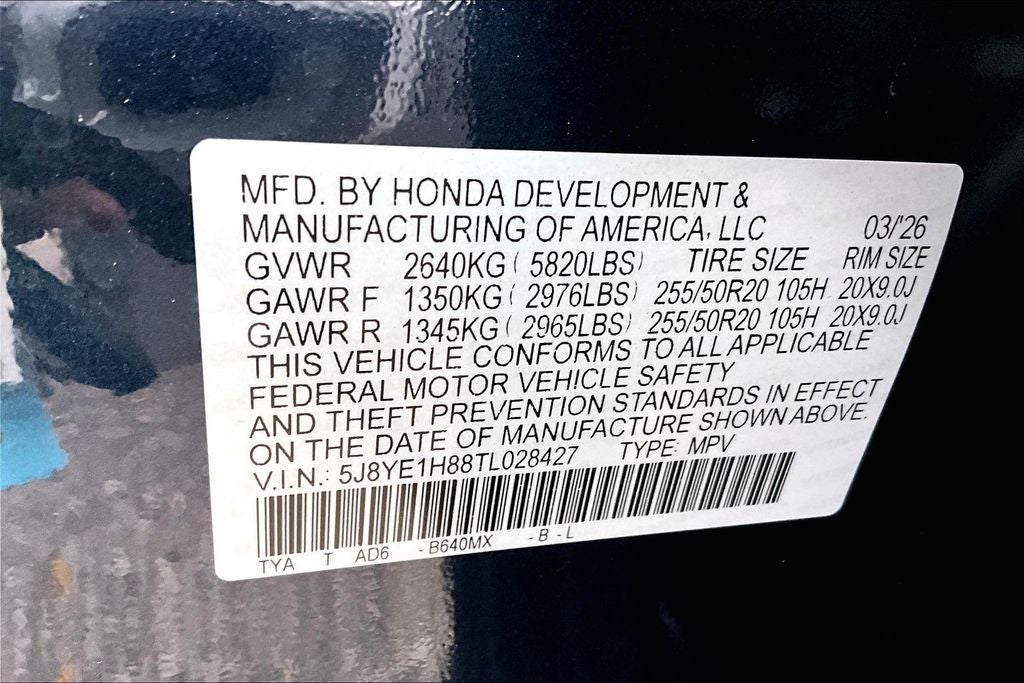 MFD. BY HONDA DEVELOPMENT &
MANUFACTURING OF AMERICA, LLC 03/'26
GVWR 2640KG ( 5820LBS) TIRE SIZE RIM SIZE
GAWR F 1350KG ( 2976LBS) 255/50R20 105H 20X9.0J
GAWR R 1345KG ( 2965LBS) 255/50R20 105H 20X9.0J
THIS VEHICLE CONFORMS TO ALL APPLICABLE
FEDERAL MOTOR VEHICLE SAFETY
AND THEFT PREVENTION STANDARDS IN EFFECT
ON THE DATE OF MANUFACTURE SHOWN ABOVE.
V.I.N.: 5J8YE1H88TL028427 TYPE: MPV
TYA T AD6 - B640MX - B - L